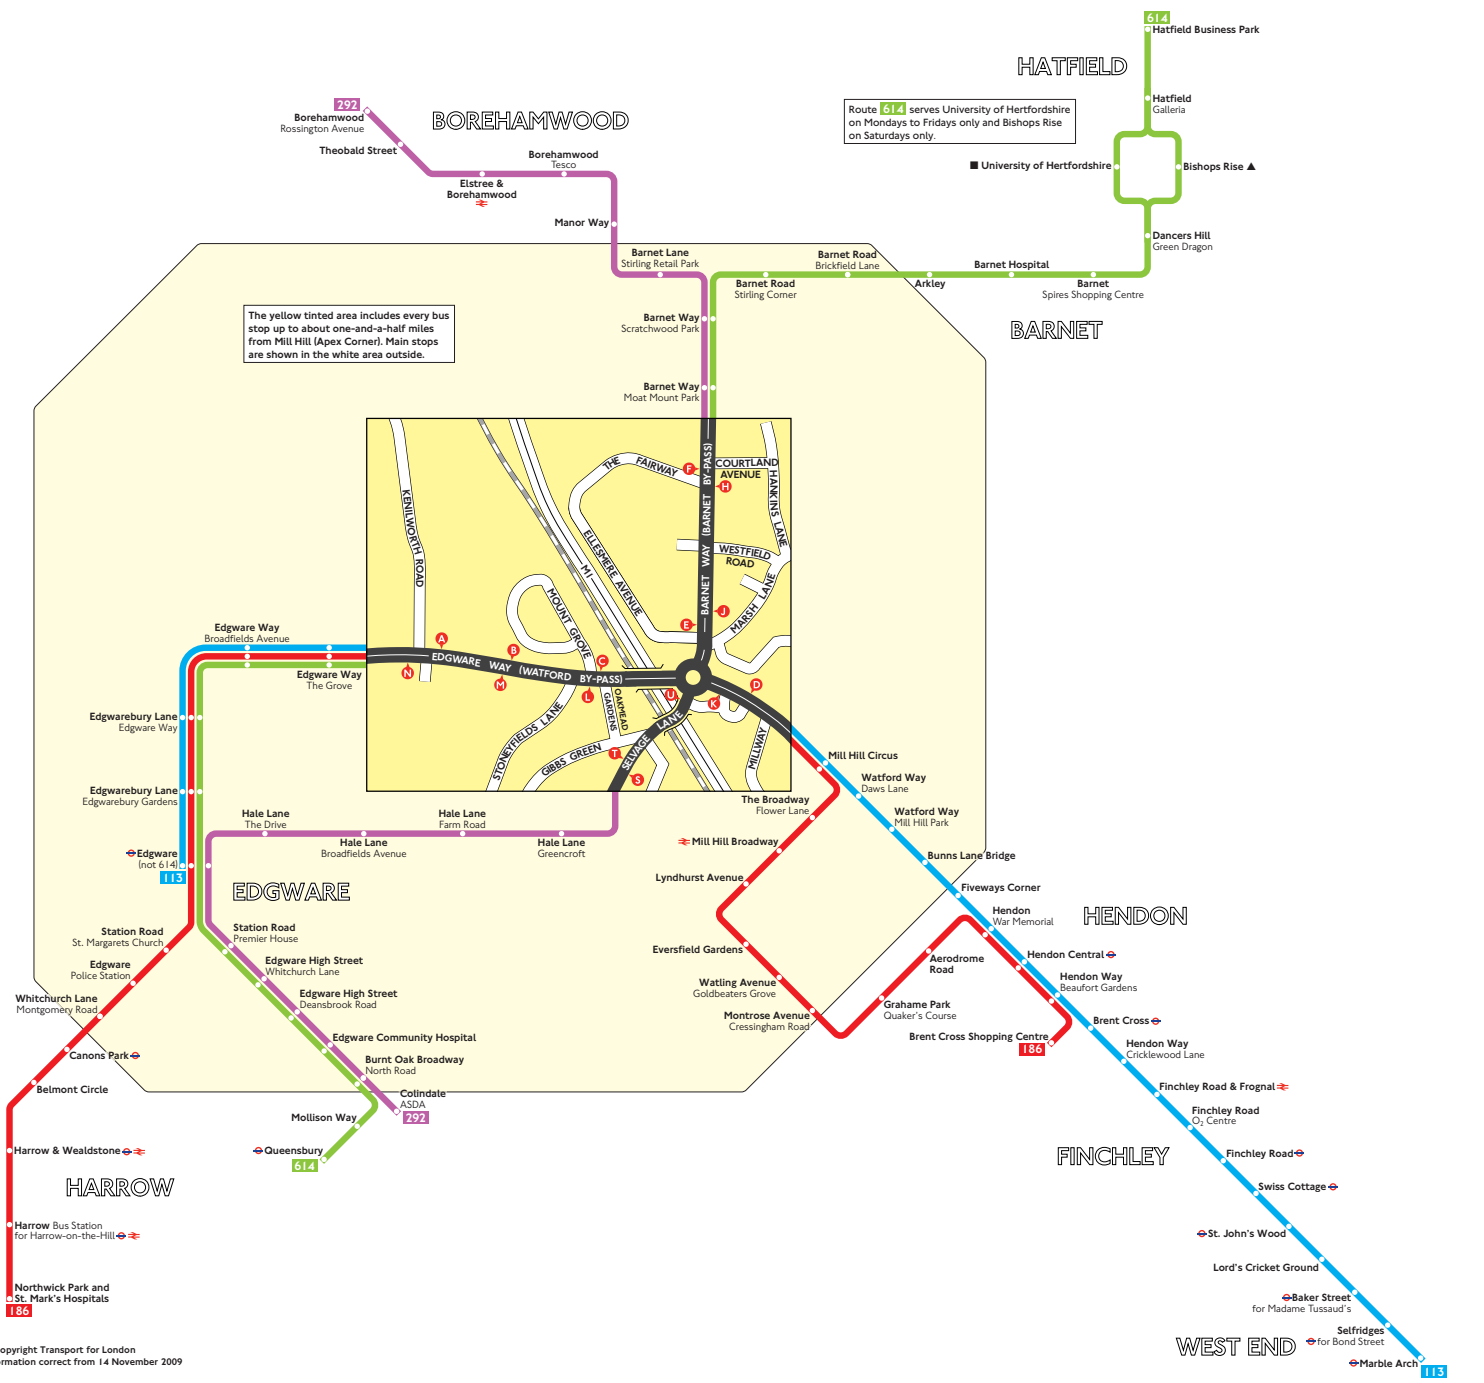 614
Hatfield Business Park
HATFIELD
Hatfield
Galleria
Route 614 serves University of Hertfordshire
on Mondays to Fridays only and Bishops Rise
on Saturdays only.
■ University of Hertfordshire
Bishops Rise ▲
Dancers Hill
Green Dragon
292
Borehamwood
Rossington Avenue
BOREHAMWOOD
Theobald Street
Borehamwood
Tesco
Elstree &
Borehamwood
Manor Way
Barnet Lane
Stirling Retail Park
Barnet Road
Stirling Corner
Barnet Road
Brickfield Lane
Arkley
Barnet Hospital
Barnet
Spires Shopping Centre
BARNET
The yellow tinted area includes every bus
stop up to about one-and-a-half miles
from Mill Hill (Apex Corner). Main stops
are shown in the white area outside.
Barnet Way
Scratchwood Park
Barnet Way
Moat Mount Park
KENILWORTH ROAD
THE FAIRWAY
COURTLAND
AVENUE
HANKINS LANE
ELLESMERE AVENUE
M1
BARNET WAY (BARNET BY-PASS)
WESTFIELD
ROAD
MARSH LANE
MOUNT GROVE
EDGWARE WAY (WATFORD BY-PASS)
STONEYFIELDS LANE
GIBBS GREEN
OAKMEAD
GARDENS
SELVAGE LANE
MILLWAY
F
H
J
E
A
B
C
D
N
M
L
U
K
T
S
Edgware Way
Broadfields Avenue
Edgware Way
The Grove
Edgwarebury Lane
Edgware Way
Edgwarebury Lane
Edgwarebury Gardens
Edgware
(not 614)
113
Hale Lane
The Drive
Hale Lane
Broadfields Avenue
Hale Lane
Farm Road
Hale Lane
Greencroft
EDGWARE
Station Road
St. Margarets Church
Edgware
Police Station
Whitchurch Lane
Montgomery Road
Canons Park
Belmont Circle
Harrow & Wealdstone
HARROW
Harrow Bus Station
for Harrow-on-the-Hill
Northwick Park and
St. Mark's Hospitals
186
Station Road
Premier House
Edgware High Street
Whitchurch Lane
Edgware High Street
Deansbrook Road
Edgware Community Hospital
Burnt Oak Broadway
North Road
Colindale
ASDA
292
Mollison Way
Queensbury
614
Mill Hill Circus
Watford Way
Daws Lane
Watford Way
Mill Hill Park
Bunns Lane Bridge
Fiveways Corner
The Broadway
Flower Lane
Mill Hill Broadway
Lyndhurst Avenue
Eversfield Gardens
Watling Avenue
Goldbeaters Grove
Montrose Avenue
Cressingham Road
Grahame Park
Quaker's Course
Aerodrome
Road
Hendon
War Memorial
HENDON
Hendon Central
Hendon Way
Beaufort Gardens
Brent Cross Shopping Centre
186
Brent Cross
Hendon Way
Cricklewood Lane
Finchley Road & Frognal
Finchley Road
O₂ Centre
FINCHLEY
Finchley Road
Swiss Cottage
St. John's Wood
Lord's Cricket Ground
Baker Street
for Madame Tussaud's
Selfridges
for Bond Street
WEST END
Marble Arch
113
opyright Transport for London
rmation correct from 14 November 2009